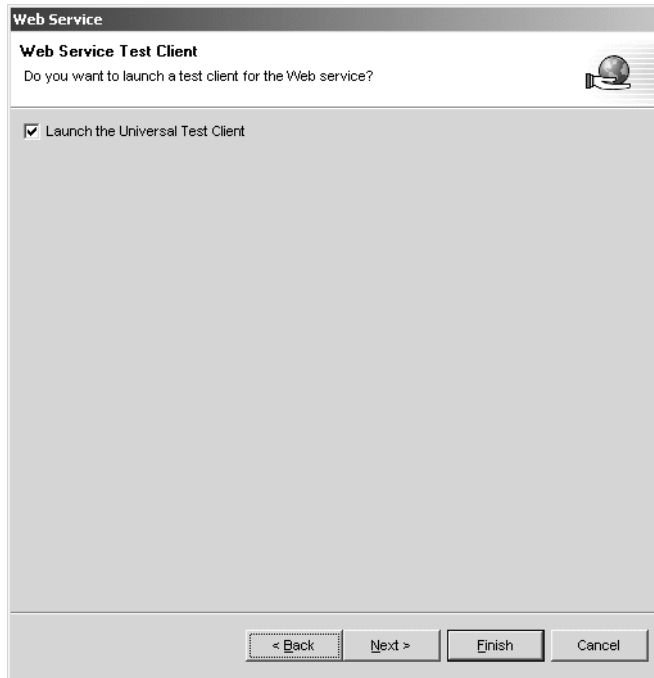 Web Service
Web Service Test Client
Do you want to launch a test client for the Web service?
Launch the Universal Test Client
< Back Next > Finish Cancel